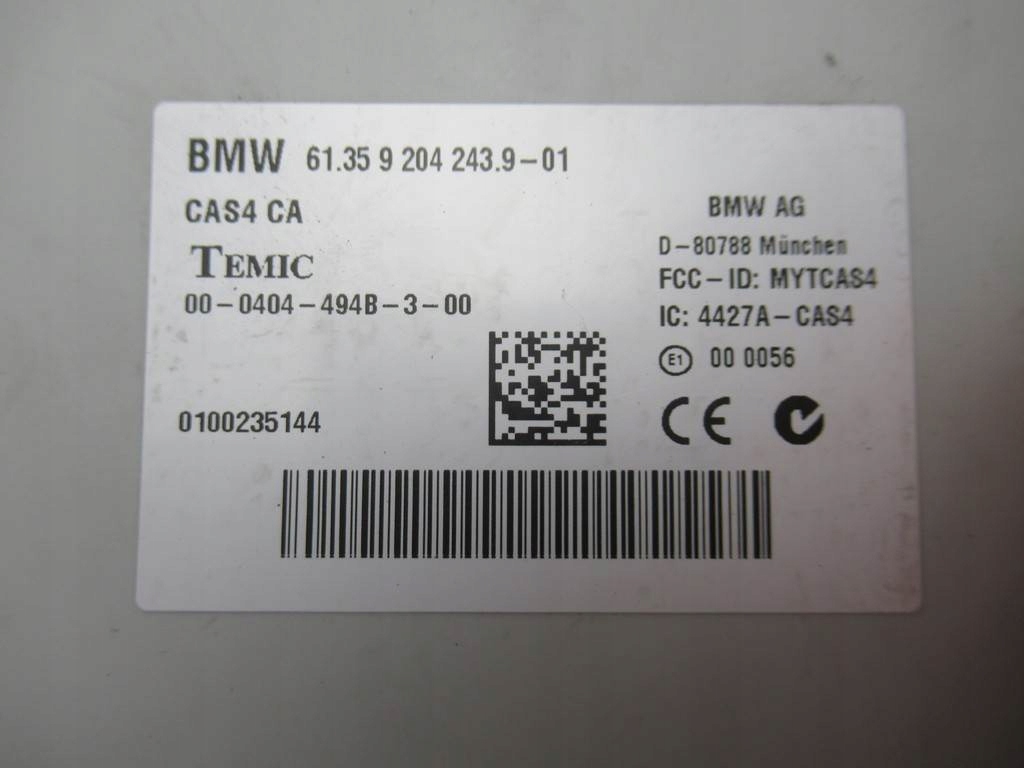 BMW 61.35 9 204 243.9-01
CAS4 CA
TEMIC
00-0404-494B-3-00
0100235144
BMW AG
D-80788 München
FCC-ID: MYTCAS4
IC: 4427A-CAS4
E1 00 0056
CE